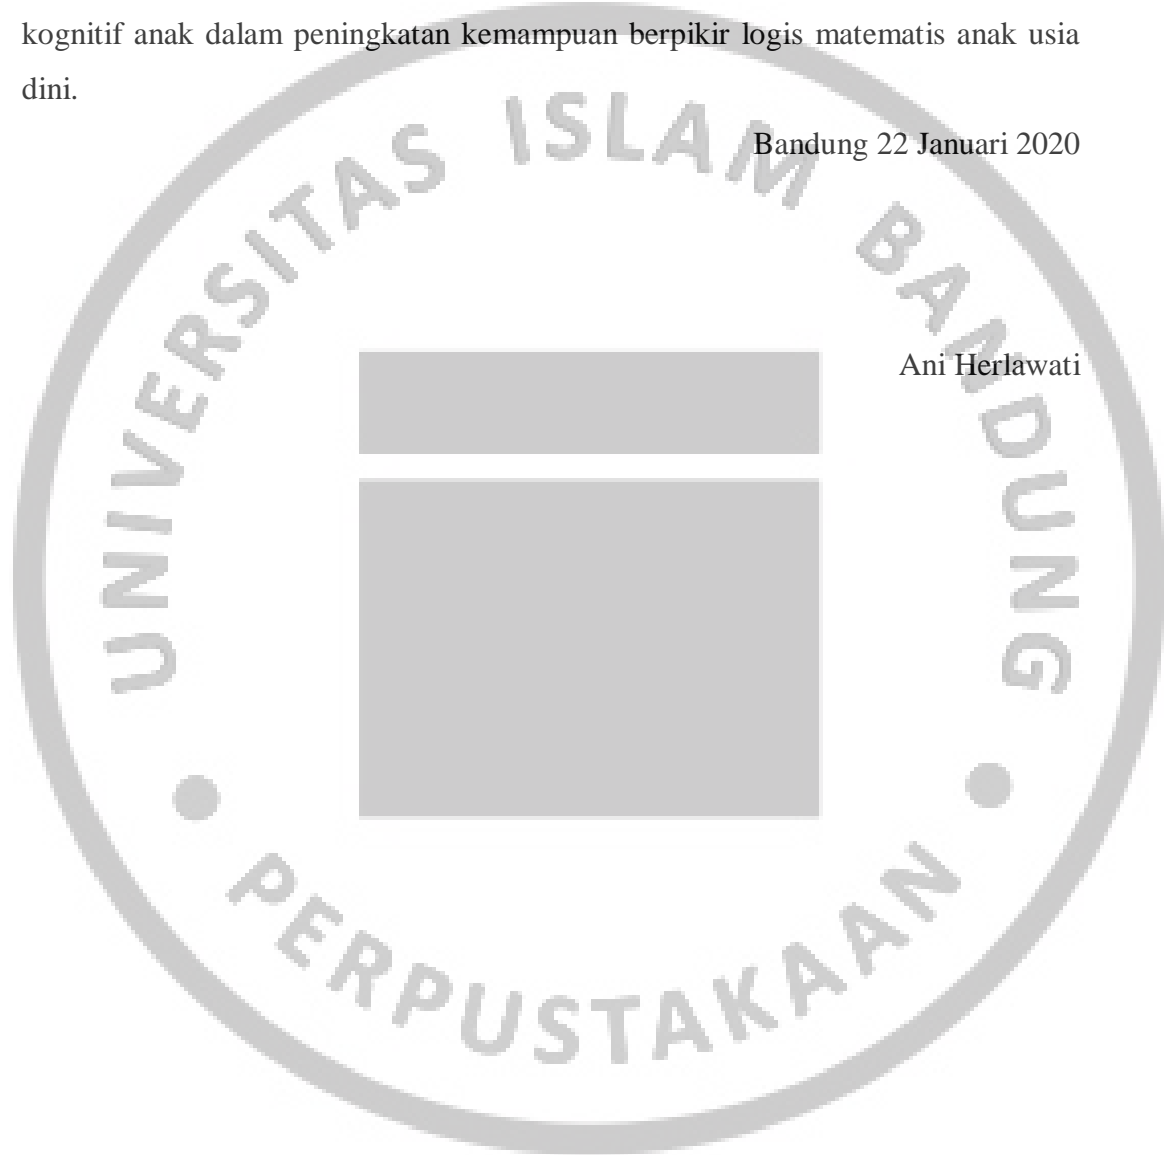 kognitif anak dalam peningkatan kemampuan berpikir logis matematis anak usia
dini.
Bandung 22 Januari 2020
Ani Herlawati
UNIVERSITAS ISLAM BANDUNG
PERPUSTAKAAN